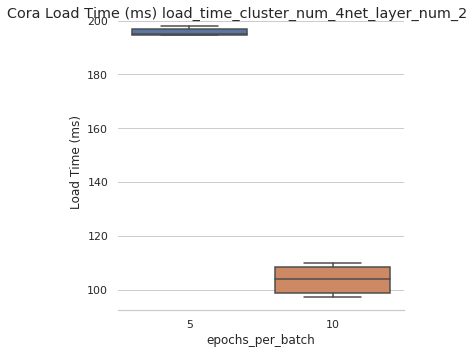 Cora Load Time (ms) load_time_cluster_num_4net_layer_num_2
200
180
160
140
120
100
Load Time (ms)
5 10
epochs_per_batch